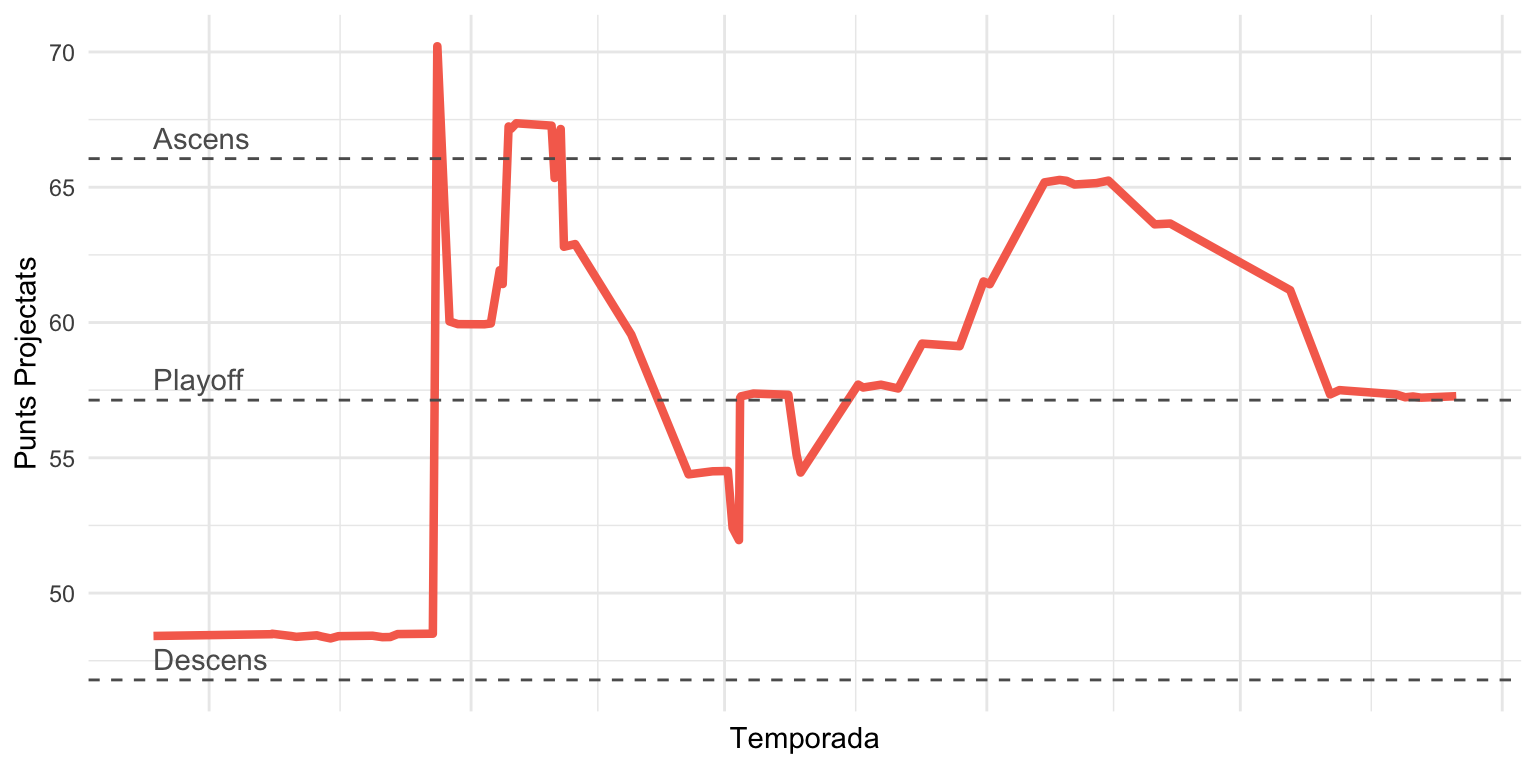 70
Ascens
65
60
Playoff
55
50
Descens
Punts Projectats
Temporada